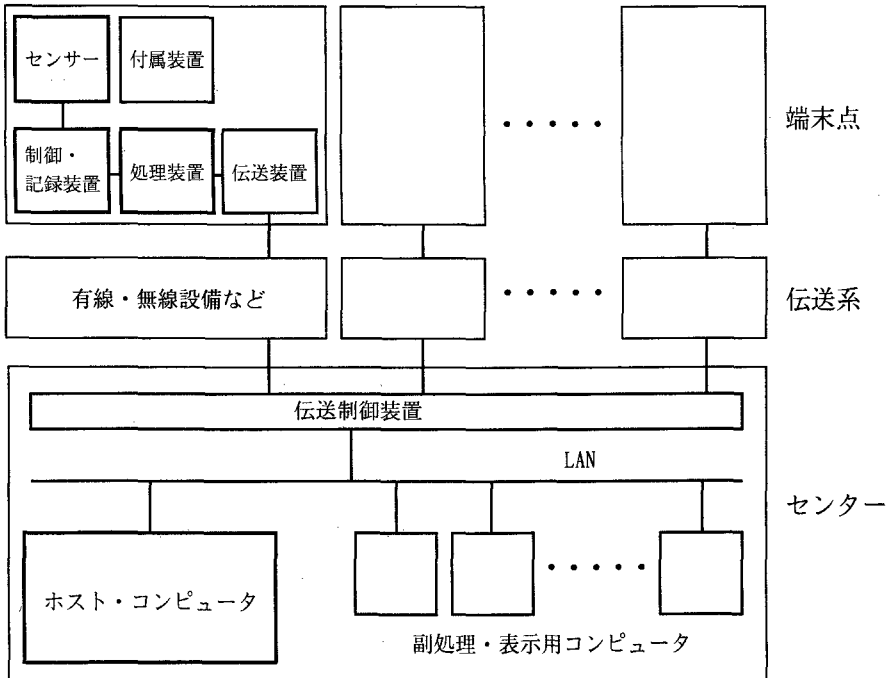 センサー
付属装置
制御・
記録装置
処理装置
伝送装置
端末点
有線・無線設備など
伝送系
伝送制御装置
LAN
センター
ホスト・コンピュータ
副処理・表示用コンピュータ